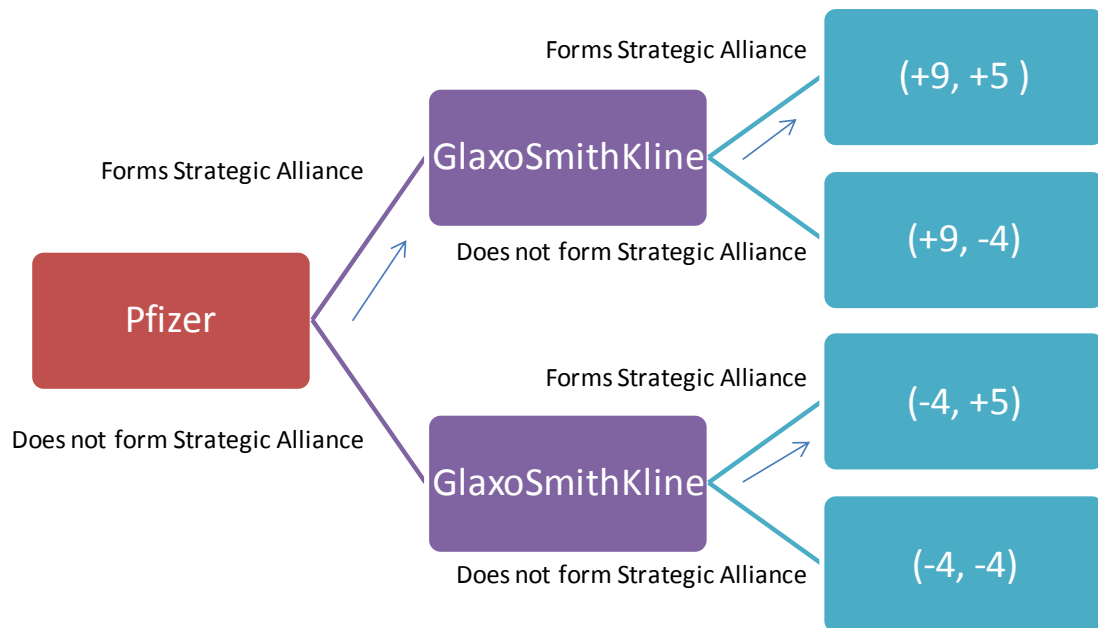 Forms Strategic Alliance
(+9, +5 )
GlaxoSmithKline
Forms Strategic Alliance
(+9, -4)
Does not form Strategic Alliance
Pfizer
Forms Strategic Alliance
(-4, +5)
Does not form Strategic Alliance
GlaxoSmithKline
(-4, -4)
Does not form Strategic Alliance